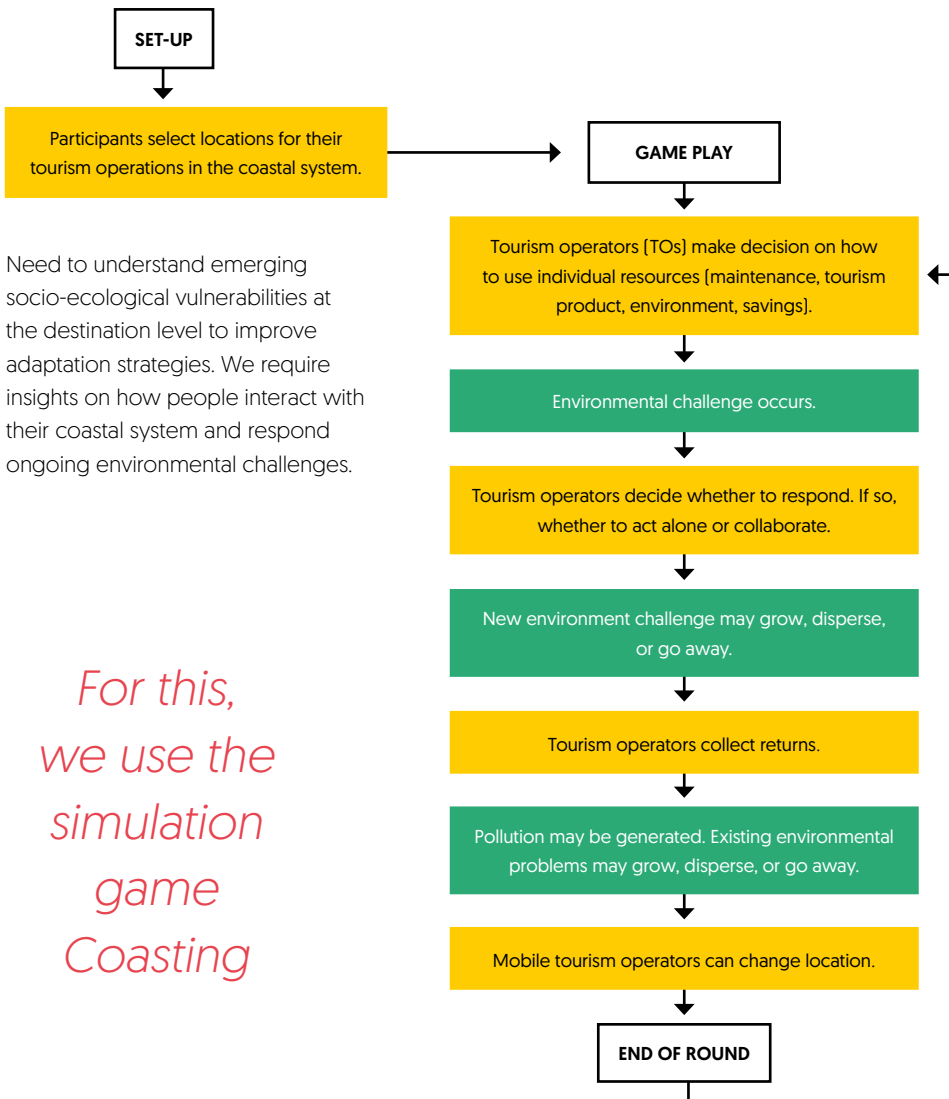 SET-UP
Participants select locations for their
tourism operations in the coastal system.
Need to understand emerging
socio-ecological vulnerabilities at
the destination level to improve
adaptation strategies. We require
insights on how people interact with
their coastal system and respond
ongoing environmental challenges.
For this,
we use the
simulation
game
Coasting
GAME PLAY
Tourism operators (TOs) make decision on how
to use individual resources (maintenance, tourism
product, environment, savings).
Environmental challenge occurs.
Tourism operators decide whether to respond. If so,
whether to act alone or collaborate.
New environment challenge may grow, disperse,
or go away.
Tourism operators collect returns.
Pollution may be generated. Existing environmental
problems may grow, disperse, or go away.
Mobile tourism operators can change location.
END OF ROUND